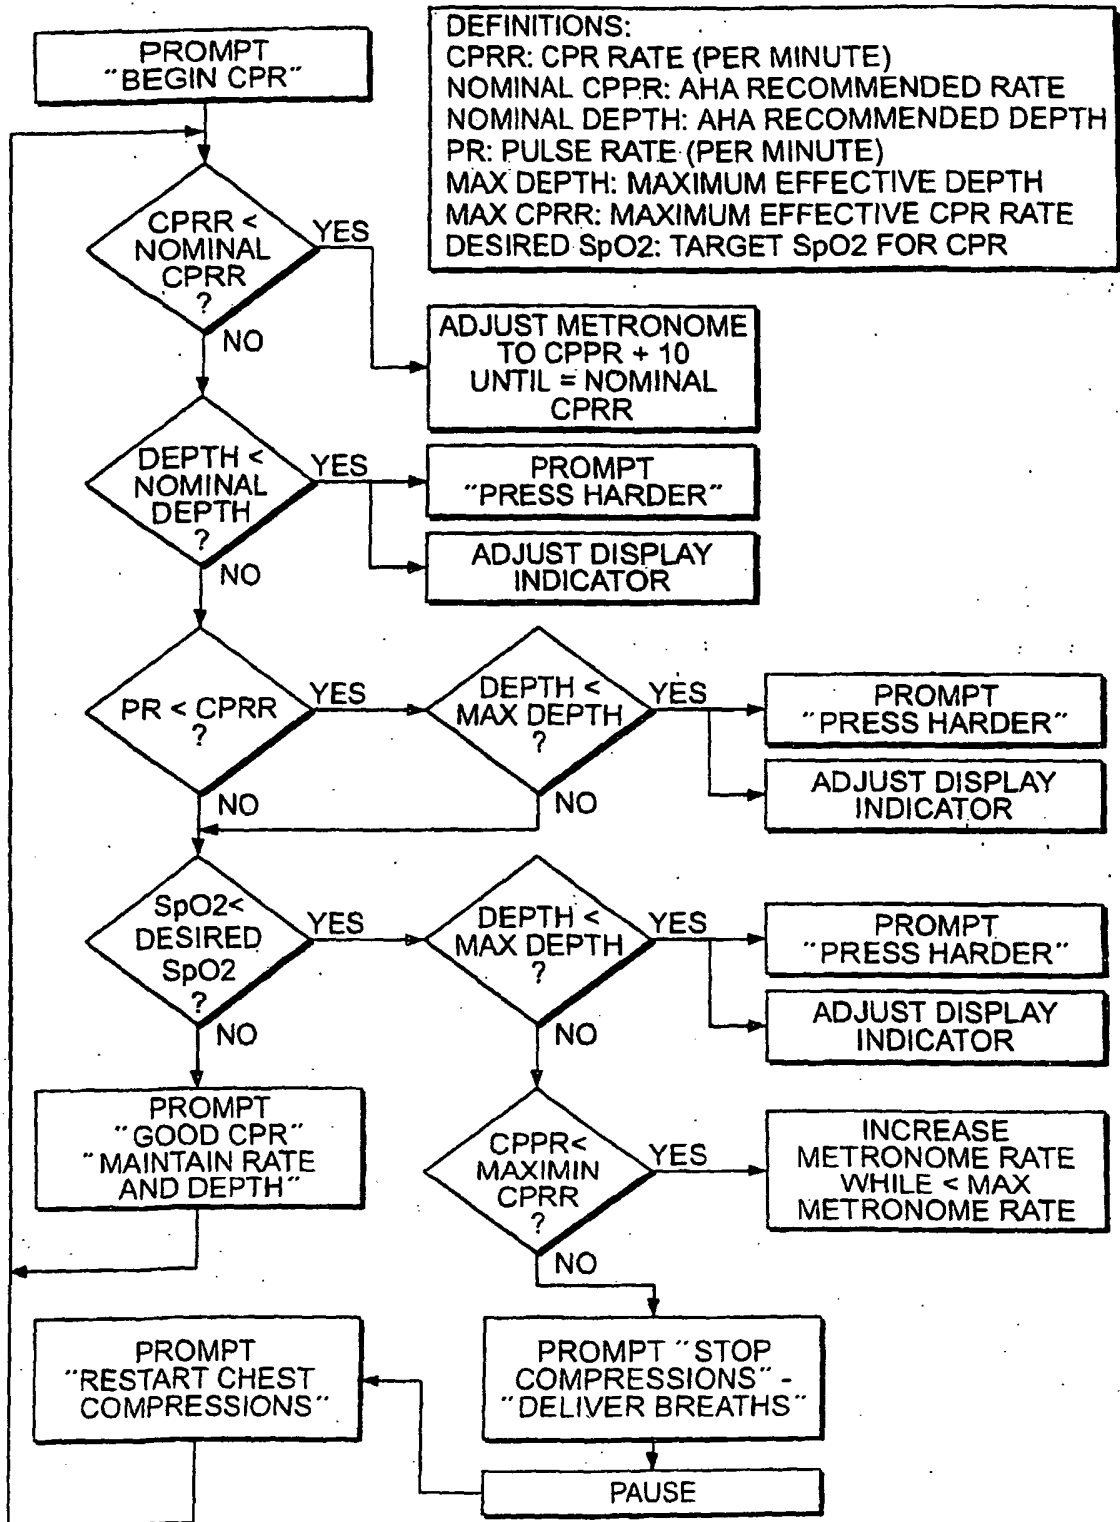 PROMPT
"BEGIN CPR"
DEFINITIONS:
CPRR: CPR RATE (PER MINUTE)
NOMINAL CPPR: AHA RECOMMENDED RATE
NOMINAL DEPTH: AHA RECOMMENDED DEPTH
PR: PULSE RATE (PER MINUTE)
MAX DEPTH: MAXIMUM EFFECTIVE DEPTH
MAX CPRR: MAXIMUM EFFECTIVE CPR RATE
DESIRED SpO2: TARGET SpO2 FOR CPR
CPRR <
NOMINAL
CPRR
?
YES
NO
ADJUST METRONOME
TO CPPR + 10
UNTIL = NOMINAL
CPRR
DEPTH <
NOMINAL
DEPTH
?
YES
NO
PROMPT
"PRESS HARDER"
ADJUST DISPLAY
INDICATOR
PR < CPRR
?
YES
NO
DEPTH <
MAX DEPTH
?
YES
NO
PROMPT
"PRESS HARDER"
ADJUST DISPLAY
INDICATOR
SpO2<
DESIRED
SpO2
?
YES
NO
DEPTH <
MAX DEPTH
?
YES
NO
PROMPT
"PRESS HARDER"
ADJUST DISPLAY
INDICATOR
PROMPT
"GOOD CPR"
"MAINTAIN RATE
AND DEPTH"
CPPR<
MAXIMIN
CPRR
?
YES
NO
INCREASE
METRONOME RATE
WHILE < MAX
METRONOME RATE
PROMPT
"RESTART CHEST
COMPRESSIONS"
PROMPT "STOP
COMPRESSIONS" -
"DELIVER BREATHS"
PAUSE